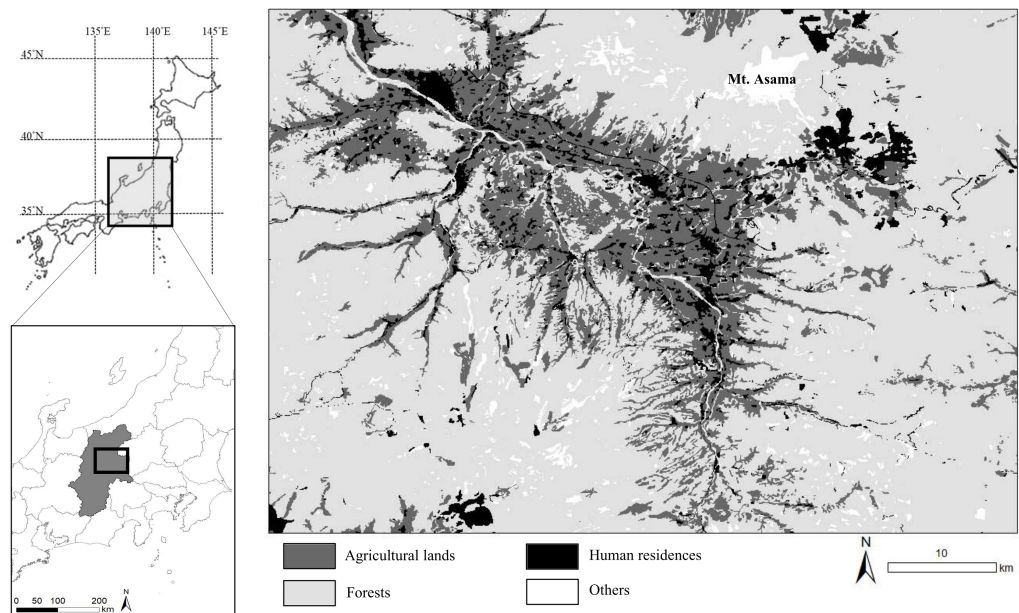 135°E 140°E 145°E
45°N
40°N
35°N
Mt. Asama
0 50 100 200 km
N
Agricultural lands
Human residences
Forests
Others
N
10
km